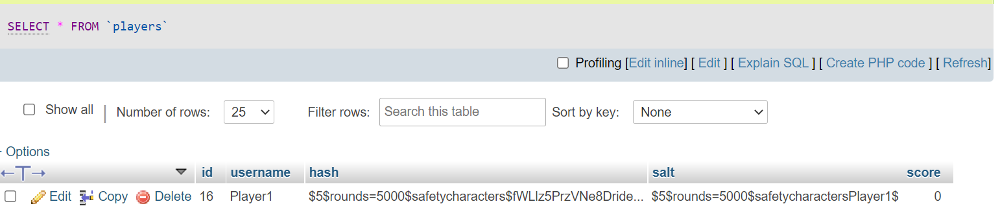 SELECT * FROM `players`
Profiling [Edit inline] [ Edit ] [ Explain SQL ] [ Create PHP code ] [ Refresh]
Show all | Number of rows: 25 Filter rows: Search this table Sort by key: None
Options
←T→ id username hash salt score
Edit Copy Delete 16 Player1 $5$rounds=5000$safetycharacters$fWLlz5PrzVNe8Dride... $5$rounds=5000$safetycharactersPlayer1$ 0